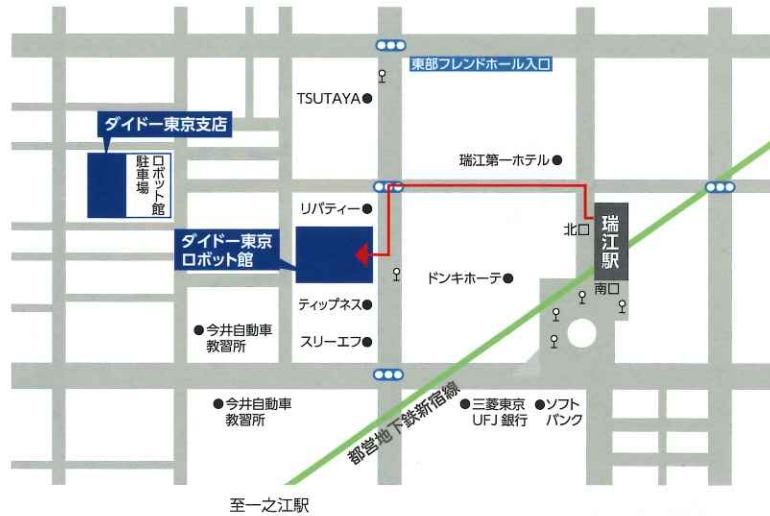 東部フレンドホール入口
TSUTAYA
ダイドー東京支店
ロボット館
駐車場
瑞江第一ホテル
リバティー
ダイドー東京
ロボット館
北口
瑞江駅
南口
ドンキホーテ
ティップネス
スリーエフ
今井自動車
教習所
今井自動車
教習所
三菱東京
UFJ銀行
ソフト
バンク
都営地下鉄新宿線
至一之江駅